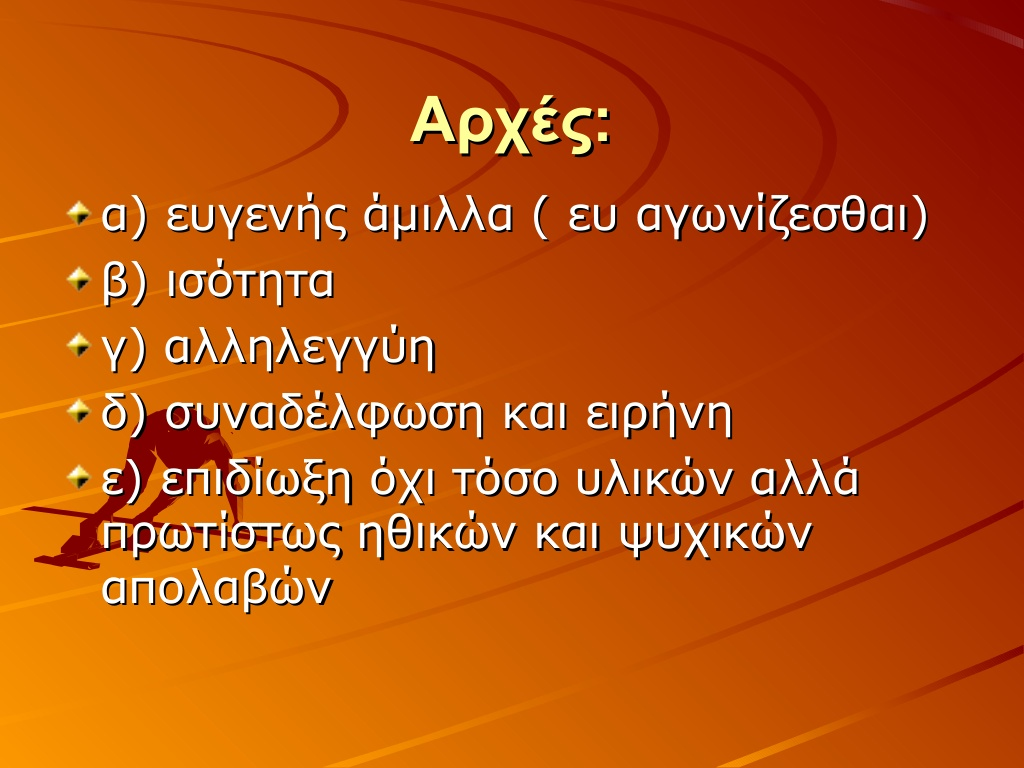 Αρχές:
α) ευγενής άμιλλα ( ευ αγωνίζεσθαι)
β) ισότητα
γ) αλληλεγγύη
δ) συναδέλφωση και ειρήνη
ε) επιδίωξη όχι τόσο υλικών αλλά
πρωτίστως ηθικών και ψυχικών
απολαβών